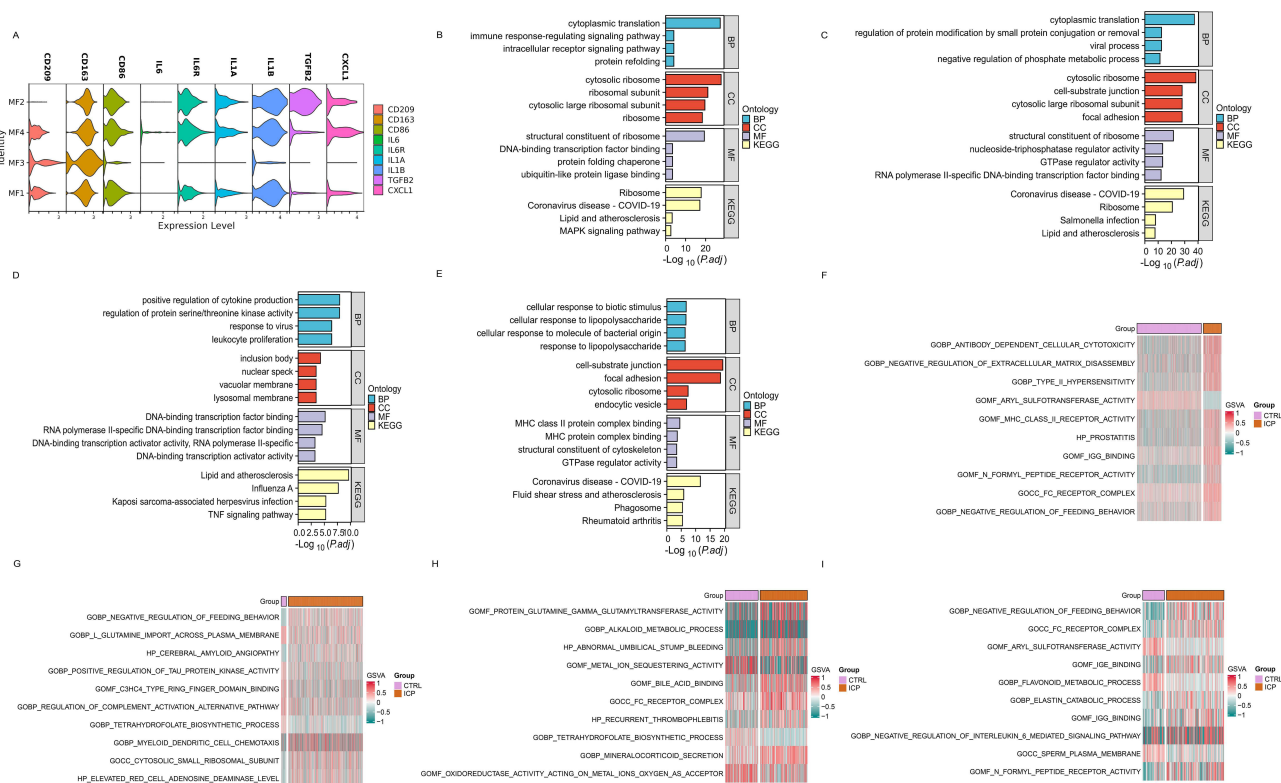 A
CD209
CD163
CD86
IL6
IL6R
IL1A
IL1B
TGFB2
CXCL1
MF2
MF4
MF3
MF1
Identity
3
3
3
2
2
2
4
3
4
Expression Level
CD209
CD163
CD86
IL6
IL6R
IL1A
IL1B
TGFB2
CXCL1
B
cytoplasmic translation
immune response-regulating signaling pathway
intracellular receptor signaling pathway
protein refolding
BP
cytosolic ribosome
ribosomal subunit
cytosolic large ribosomal subunit
ribosome
CC
structural constituent of ribosome
DNA-binding transcription factor binding
protein folding chaperone
ubiquitin-like protein ligase binding
MF
Ribosome
Coronavirus disease - COVID-19
Lipid and atherosclerosis
MAPK signaling pathway
KEGG
0 10 20
-Log 10 (P.adj)
Ontology
BP
CC
MF
KEGG
C
cytoplasmic translation
regulation of protein modification by small protein conjugation or removal
viral process
negative regulation of phosphate metabolic process
BP
cytosolic ribosome
cell-substrate junction
cytosolic large ribosomal subunit
focal adhesion
CC
structural constituent of ribosome
nucleoside-triphosphatase regulator activity
GTPase regulator activity
RNA polymerase II-specific DNA-binding transcription factor binding
MF
Coronavirus disease - COVID-19
Ribosome
Salmonella infection
Lipid and atherosclerosis
KEGG
0 10 20 30 40
-Log 10 (P.adj)
Ontology
BP
CC
MF
KEGG
D
positive regulation of cytokine production
regulation of protein serine/threonine kinase activity
response to virus
leukocyte proliferation
BP
inclusion body
nuclear speck
vacuolar membrane
lysosomal membrane
CC
DNA-binding transcription factor binding
RNA polymerase II-specific DNA-binding transcription factor binding
DNA-binding transcription activator activity, RNA polymerase II-specific
DNA-binding transcription activator activity
MF
Lipid and atherosclerosis
Influenza A
Kaposi sarcoma-associated herpesvirus infection
TNF signaling pathway
KEGG
0.0 2.5 5.0 7.5 10.0
-Log 10 (P.adj)
Ontology
BP
CC
MF
KEGG
E
cellular response to biotic stimulus
cellular response to lipopolysaccharide
cellular response to molecule of bacterial origin
response to lipopolysaccharide
BP
cell-substrate junction
focal adhesion
cytosolic ribosome
endocytic vesicle
CC
MHC class II protein complex binding
MHC protein complex binding
structural constituent of cytoskeleton
GTPase regulator activity
MF
Coronavirus disease - COVID-19
Fluid shear stress and atherosclerosis
Phagosome
Rheumatoid arthritis
KEGG
0 5 10 15 20
-Log 10 (P.adj)
Ontology
BP
CC
MF
KEGG
F
Group
GOBP_ANTIBODY_DEPENDENT_CELLULAR_CYTOTOXICITY
GOBP_NEGATIVE_REGULATION_OF_EXTRACELLULAR_MATRIX_DISASSEMBLY
GOBP_TYPE_II_HYPERSENSITIVITY
GOMF_ARYL_SULFOTRANSFERASE_ACTIVITY
GOMF_MHC_CLASS_II_RECEPTOR_ACTIVITY
HP_PROSTATITIS
GOMF_IGG_BINDING
GOMF_N_FORMYL_PEPTIDE_RECEPTOR_ACTIVITY
GOCC_FC_RECEPTOR_COMPLEX
GOBP_NEGATIVE_REGULATION_OF_FEEDING_BEHAVIOR
GSVA
1
0.5
0
−0.5
−1
Group
CTRL
ICP
G
Group
GOBP_NEGATIVE_REGULATION_OF_FEEDING_BEHAVIOR
GOBP_L_GLUTAMINE_IMPORT_ACROSS_PLASMA_MEMBRANE
HP_CEREBRAL_AMYLOID_ANGIOPATHY
GOBP_POSITIVE_REGULATION_OF_TAU_PROTEIN_KINASE_ACTIVITY
GOMF_C3HC4_TYPE_RING_FINGER_DOMAIN_BINDING
GOBP_REGULATION_OF_COMPLEMENT_ACTIVATION_ALTERNATIVE_PATHWAY
GOBP_TETRAHYDROFOLATE_BIOSYNTHETIC_PROCESS
GOBP_MYELOID_DENDRITIC_CELL_CHEMOTAXIS
GOCC_CYTOSOLIC_SMALL_RIBOSOMAL_SUBUNIT
HP_ELEVATED_RED_CELL_ADENOSINE_DEAMINASE_LEVEL
GSVA
1
0.5
0
−0.5
−1
Group
CTRL
ICP
H
Group
GOMF_PROTEIN_GLUTAMINE_GAMMA_GLUTAMYLTRANSFERASE_ACTIVITY
GOBP_ALKALOID_METABOLIC_PROCESS
HP_ABNORMAL_UMBILICAL_STUMP_BLEEDING
GOMF_METAL_ION_SEQUESTERING_ACTIVITY
GOMF_BILE_ACID_BINDING
GOCC_FC_RECEPTOR_COMPLEX
HP_RECURRENT_THROMBOPHLEBITIS
GOBP_TETRAHYDROFOLATE_BIOSYNTHETIC_PROCESS
GOBP_MINERALOCORTICOID_SECRETION
GOMF_OXIDOREDUCTASE_ACTIVITY_ACTING_ON_METAL_IONS_OXYGEN_AS_ACCEPTOR
GSVA
1
0.5
0
−0.5
−1
Group
CTRL
ICP
I
Group
GOBP_NEGATIVE_REGULATION_OF_FEEDING_BEHAVIOR
GOCC_FC_RECEPTOR_COMPLEX
GOMF_ARYL_SULFOTRANSFERASE_ACTIVITY
GOMF_IGE_BINDING
GOBP_FLAVONOID_METABOLIC_PROCESS
GOBP_ELASTIN_CATABOLIC_PROCESS
GOMF_IGG_BINDING
GOBP_NEGATIVE_REGULATION_OF_INTERLEUKIN_6_MEDIATED_SIGNALING_PATHWAY
GOCC_SPERM_PLASMA_MEMBRANE
GOMF_N_FORMYL_PEPTIDE_RECEPTOR_ACTIVITY
GSVA
1
0.5
0
−0.5
−1
Group
CTRL
ICP